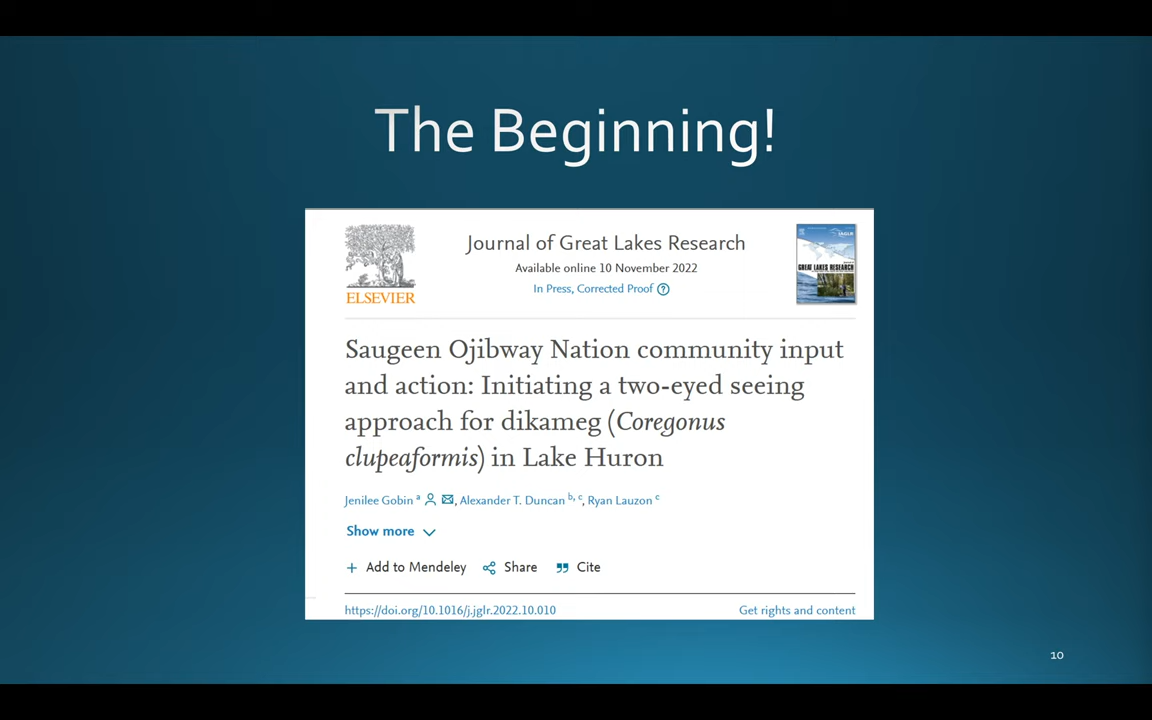 The Beginning!
ELSEVIER
Journal of Great Lakes Research
Available online 10 November 2022
In Press, Corrected Proof ?
IAGLR
GREAT LAKES RESEARCH
Saugeen Ojibway Nation community input
and action: Initiating a two-eyed seeing
approach for dikameg (Coregonus
clupeaformis) in Lake Huron
Jenilee Gobin a, Alexander T. Duncan b, c, Ryan Lauzon c
Show more
+ Add to Mendeley Share Cite
https://doi.org/10.1016/j.jglr.2022.10.010 Get rights and content
10